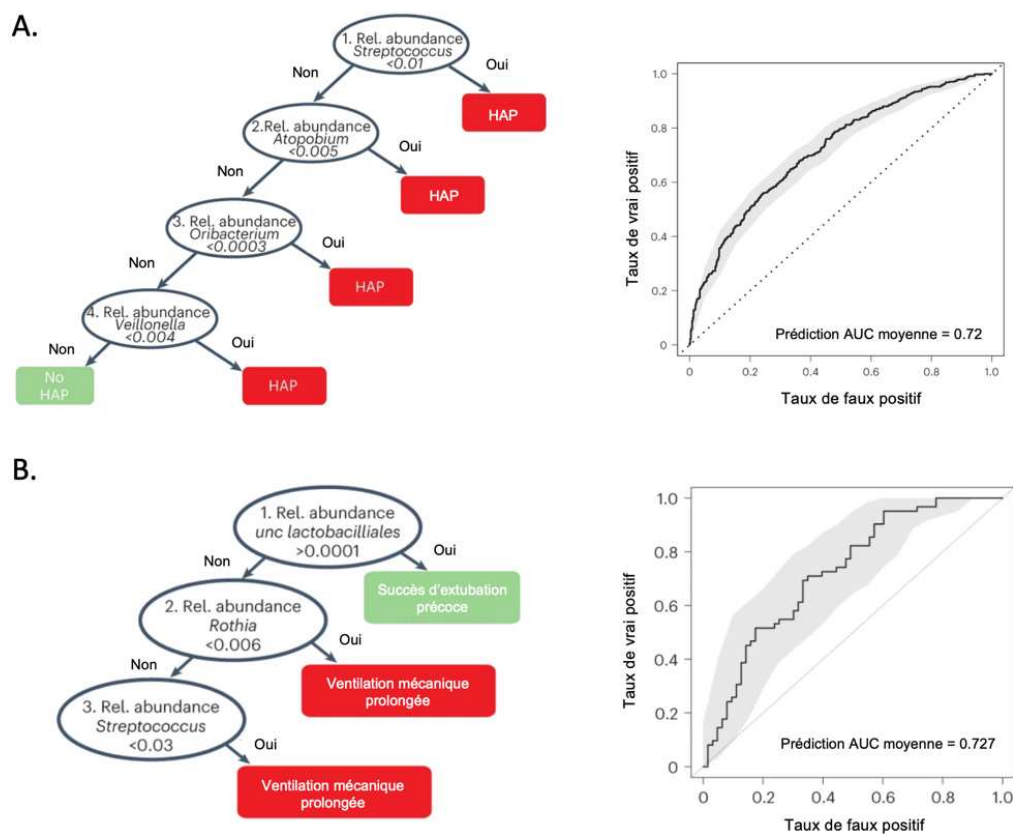 A.
1. Rel. abundance
Streptococcus
<0.01
Non
Oui
HAP
2.Rel. abundance
Atopobium
<0.005
Non
Oui
HAP
3. Rel. abundance
Oribacterium
<0.0003
Non
Oui
HAP
4. Rel. abundance
Veillonella
<0.004
Non
Oui
No
HAP
HAP
1.0
0.8
0.6
0.4
0.2
0
Taux de vrai positif
Prédiction AUC moyenne = 0.72
0 0.2 0.4 0.6 0.8 1.0
Taux de faux positif
B.
1. Rel. abundance
unc lactobacilliales
>0.0001
Non
Oui
Succès d'extubation
précoce
2. Rel. abundance
Rothia
<0.006
Non
Oui
Ventilation mécanique
prolongée
3. Rel. abundance
Streptococcus
<0.03
Oui
Ventilation mécanique
prolongée
1.0
0.8
0.6
0.4
0.2
0
Taux de vrai positif
Prédiction AUC moyenne = 0.727
0 0.2 0.4 0.6 0.8 1.0
Taux de faux positif